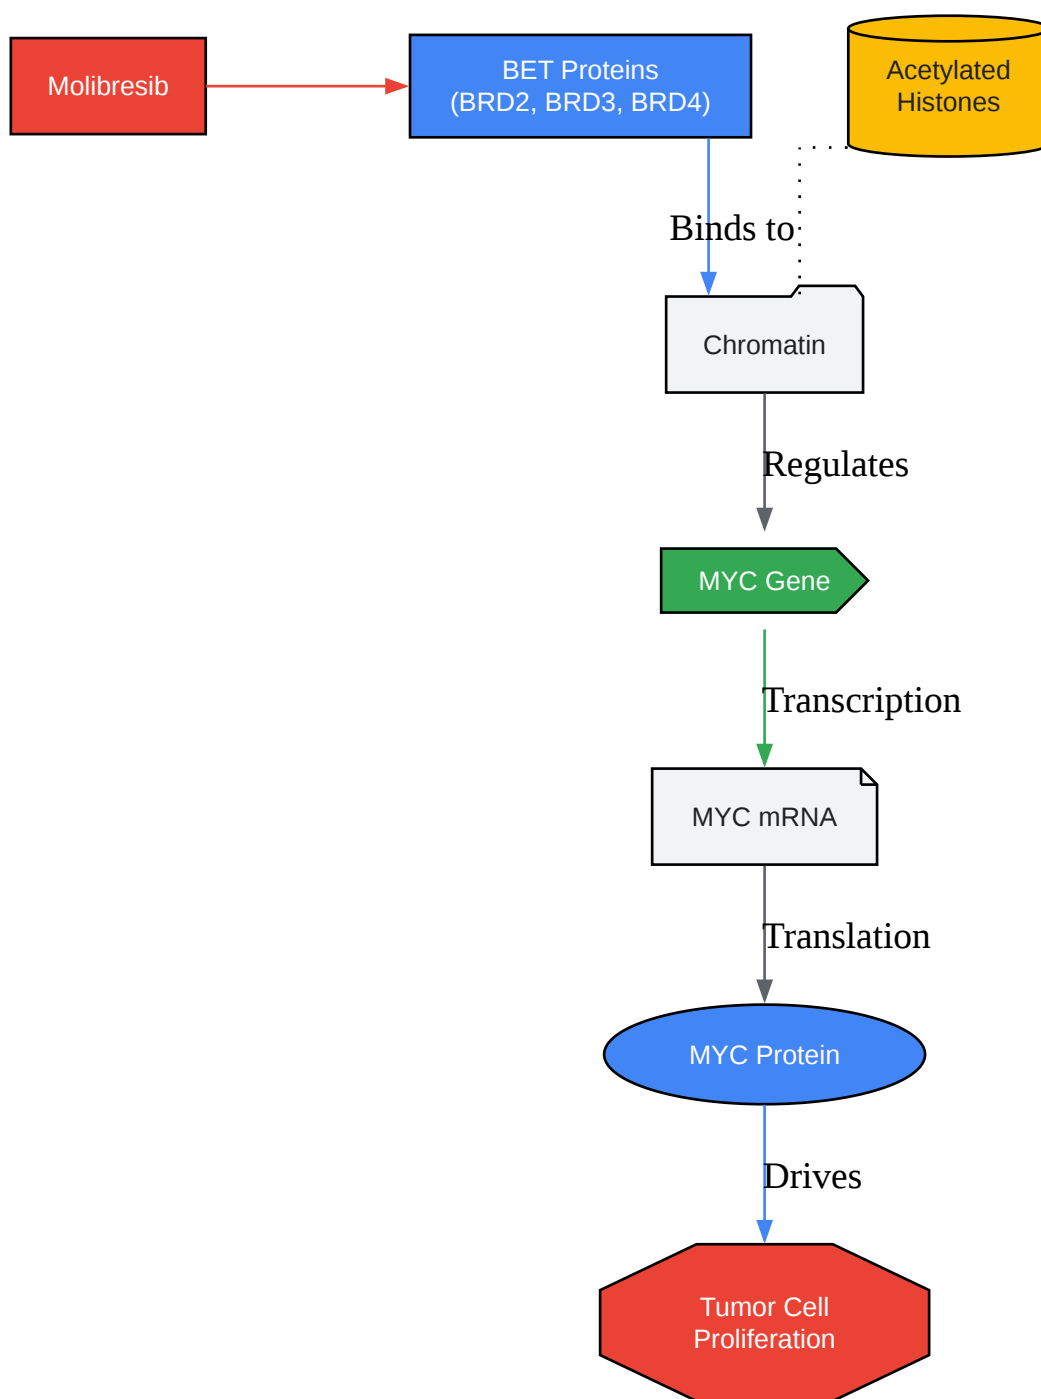 Molibresib
BET Proteins
(BRD2, BRD3, BRD4)
Acetylated
Histones
Binds to
Chromatin
Regulates
MYC Gene
Transcription
MYC mRNA
Translation
MYC Protein
Drives
Tumor Cell
Proliferation